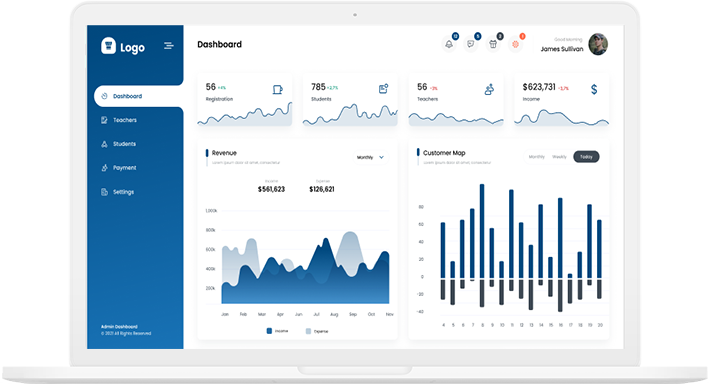 Logo
Dashboard
Teachers
Students
Payment
Settings
Admin Dashboard
© 2021 All Rights Reserved
Dashboard
Good Morning
James Sullivan
56 +4%
Registration
785 +2.7%
Students
56 -3%
Teachers
$623,731 -3.7%
Income
Revenue
Lorem ipsum dolor sit amet, consectetur
Monthly
Income
$561,623
Expense
$126,621
1,000k
800k
600k
400k
200k
Jan Feb Mar Apr Jun Jul Aug Sep Oct Nov
Income Expense
Customer Map
Lorem ipsum dolor sit amet, consectetur
Monthly Weekly Today
80
60
40
20
0
-20
-40
4 5 6 7 8 9 10 11 12 13 14 15 16 17 18 19 20